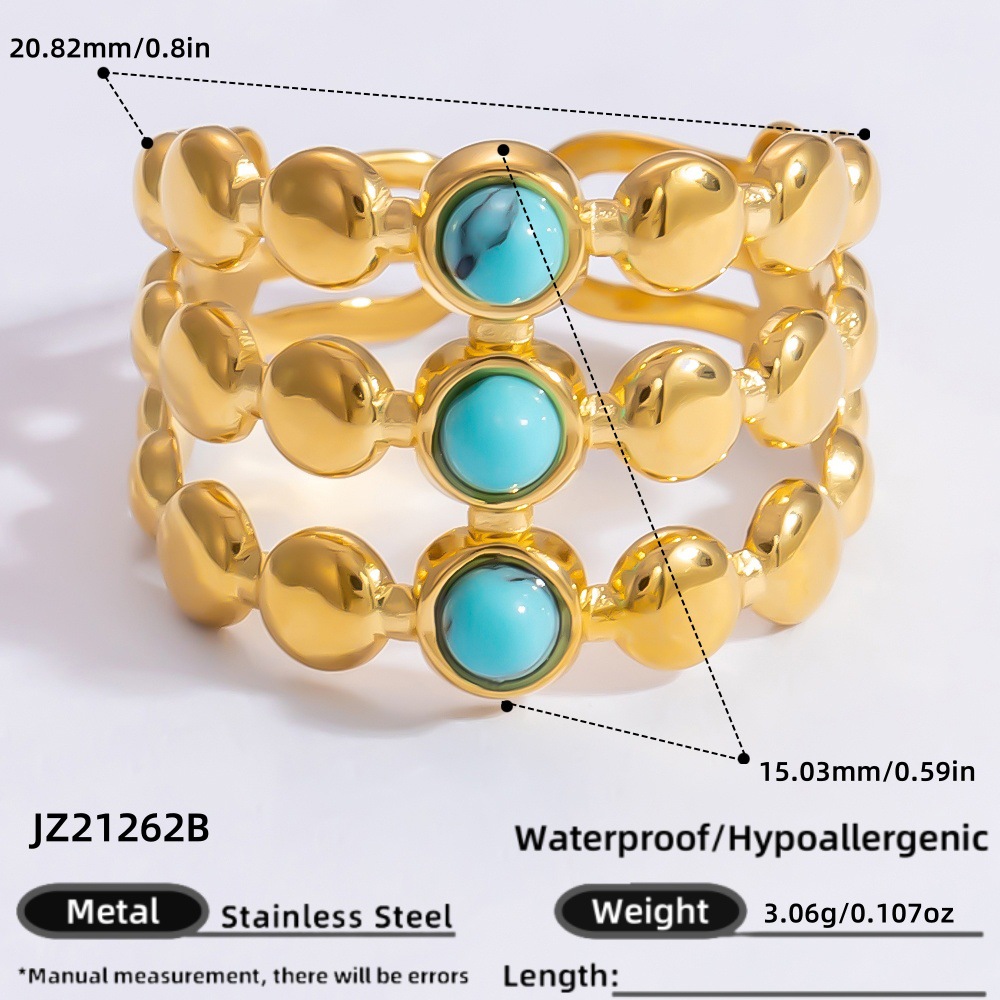 20.82mm/0.8in
15.03mm/0.59in
JZ21262B
Waterproof/Hypoallergenic
Metal Stainless Steel
Weight 3.06g/0.107oz
*Manual measurement, there will be errors
Length: